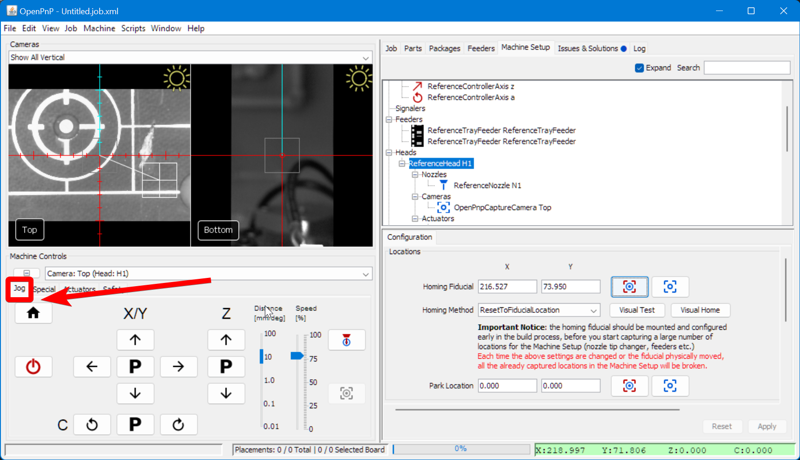 OpenPnP - Untitled.job.xml
File Edit View Job Machine Scripts Window Help
Cameras
Show All Vertical
Top
Bottom
Machine Controls
Camera: Top (Head: H1)
Jog Special Actuators
X/Y Z Distance [mm/deg] Speed [%]
100 100
10 75
P P
1.0 50
0.1 25
C P 0.01 0
Job Parts Packages Feeders Machine Setup Issues & Solutions Log
Expand Search
ReferenceControllerAxis z
ReferenceControllerAxis a
Signalers
Feeders
ReferenceTrayFeeder ReferenceTrayFeeder
ReferenceTrayFeeder ReferenceTrayFeeder
Heads
ReferenceHead H1
Nozzles
ReferenceNozzle N1
Cameras
OpenPnpCaptureCamera Top
Actuators
Configuration
Locations
X Y
Homing Fiducial 216.527 73.950
Homing Method ResetToFiducialLocation Visual Test Visual Home
Important Notice: the homing fiducial should be mounted and configured
early in the build process, before you start capturing a large number of
locations for the Machine Setup (nozzle tip changer, feeders etc.)
Each time the above settings are changed or the fiducial physically moved,
all the already captured locations in the Machine Setup will be broken.
Park Location 0.000 0.000
Reset Apply
Placements: 0 / 0 Total | 0 / 0 Selected Board 0% X:218.997 Y:71.806 Z:0.000 C:0.000